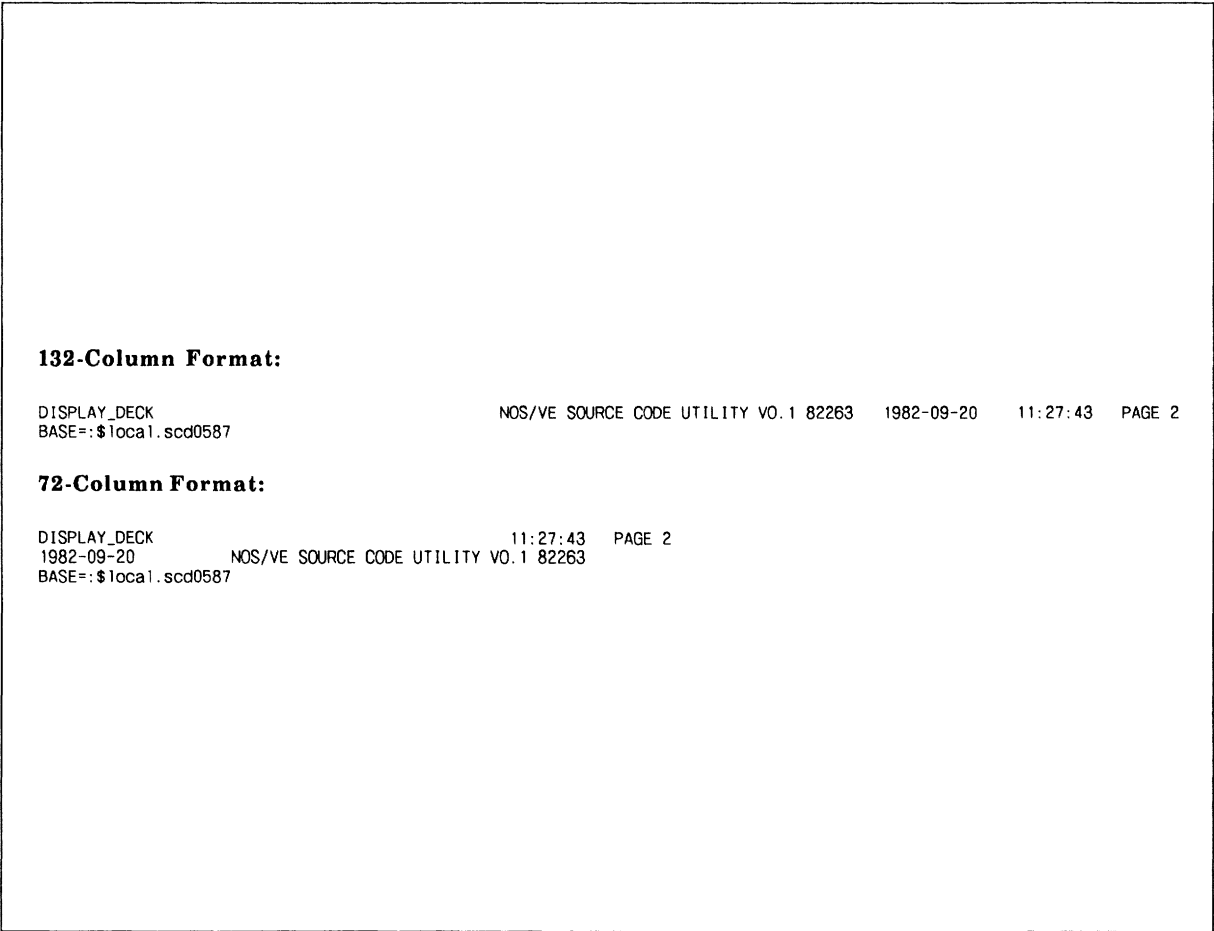 132-Column Format:
DISPLAY_DECK NOS/VE SOURCE CODE UTILITY V0.1 82263 1982-09-20 11:27:43 PAGE 2
BASE=:$local.scd0587
72-Column Format:
DISPLAY_DECK 11:27:43 PAGE 2
1982-09-20 NOS/VE SOURCE CODE UTILITY V0.1 82263
BASE=:$local.scd0587